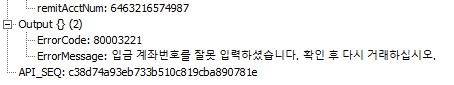 remitAcctNum: 6463216574987
Output {} (2)
ErrorCode: 80003221
ErrorMessage: 입금 계좌번호를 잘못 입력하셨습니다. 확인 후 다시 거래하십시오.
API_SEQ: c38d74a93eb733b510c819cba890781e